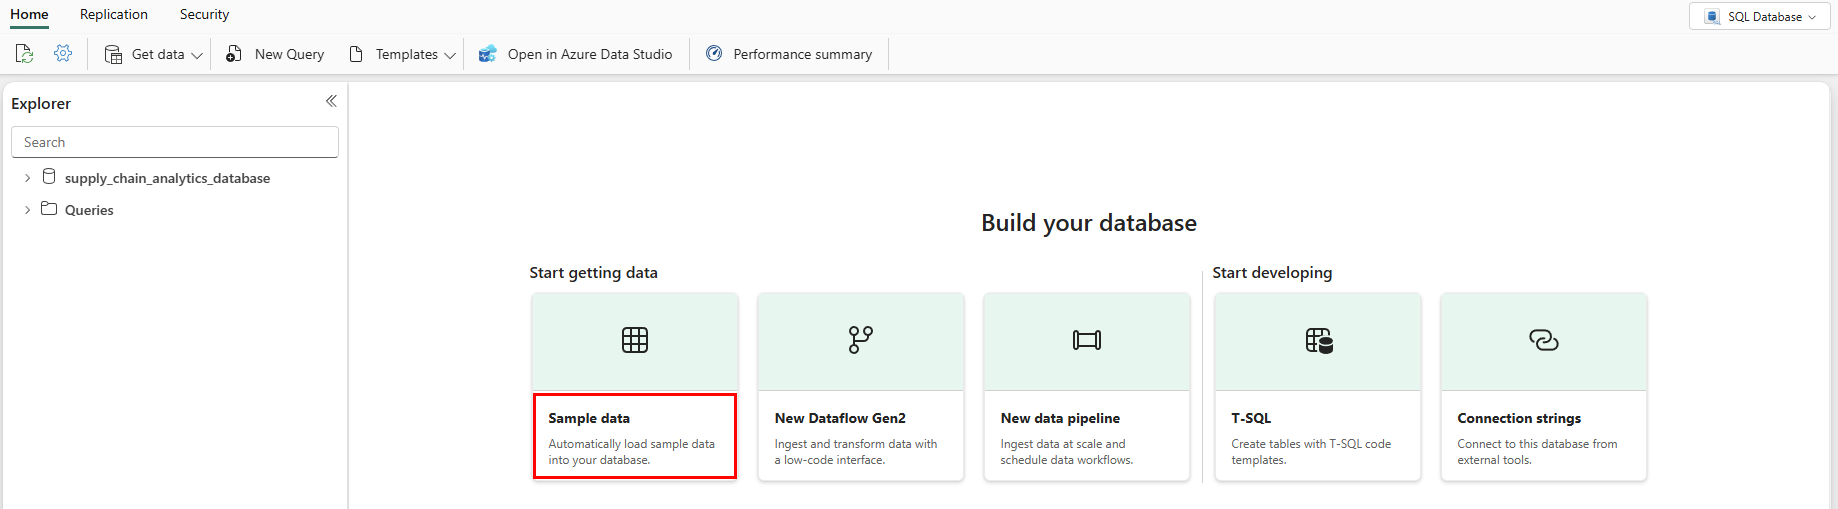 Home Replication Security
SQL Database
Get data New Query Templates Open in Azure Data Studio Performance summary
Explorer
Search
supply_chain_analytics_database
Queries
Build your database
Start getting data
Sample data
Automatically load sample data
into your database.
New Dataflow Gen2
Ingest and transform data with
a low-code interface.
New data pipeline
Ingest data at scale and
schedule data workflows.
Start developing
T-SQL
Create tables with T-SQL code
templates.
Connection strings
Connect to this database from
external tools.